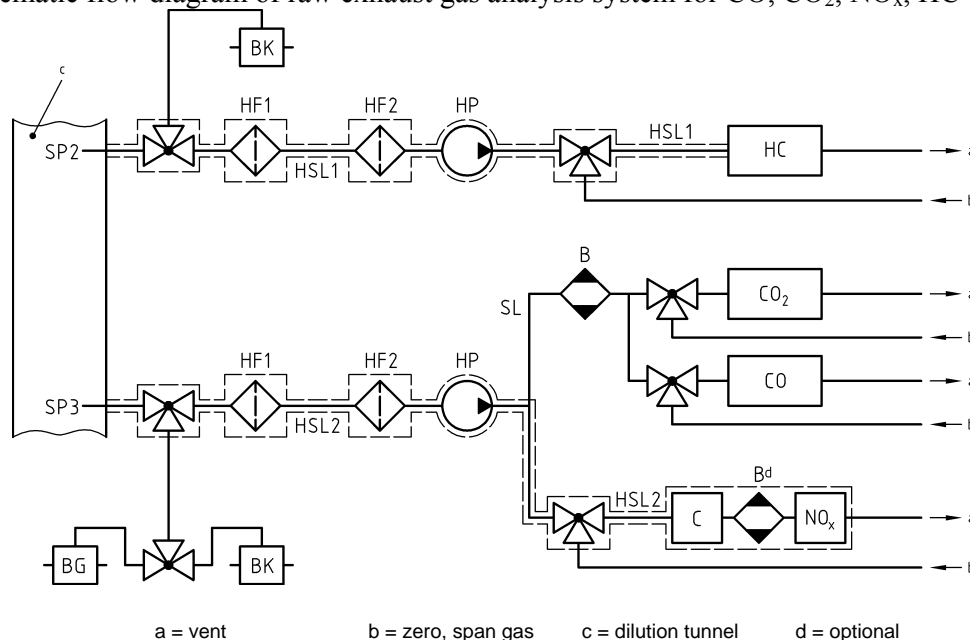 ematic flow diagram of raw exhaust gas analysis system for CO, CO2, NOx, HC
BK
c
HF1
HF2
HP
HSL1
SP2
HSL1
HC
a
b
B
SL
CO2
a
b
HF1
HF2
HP
CO
a
SP3
HSL2
b
HSL2
Bd
C
NOx
a
BG
BK
b
a = vent
b = zero, span gas
c = dilution tunnel
d = optional